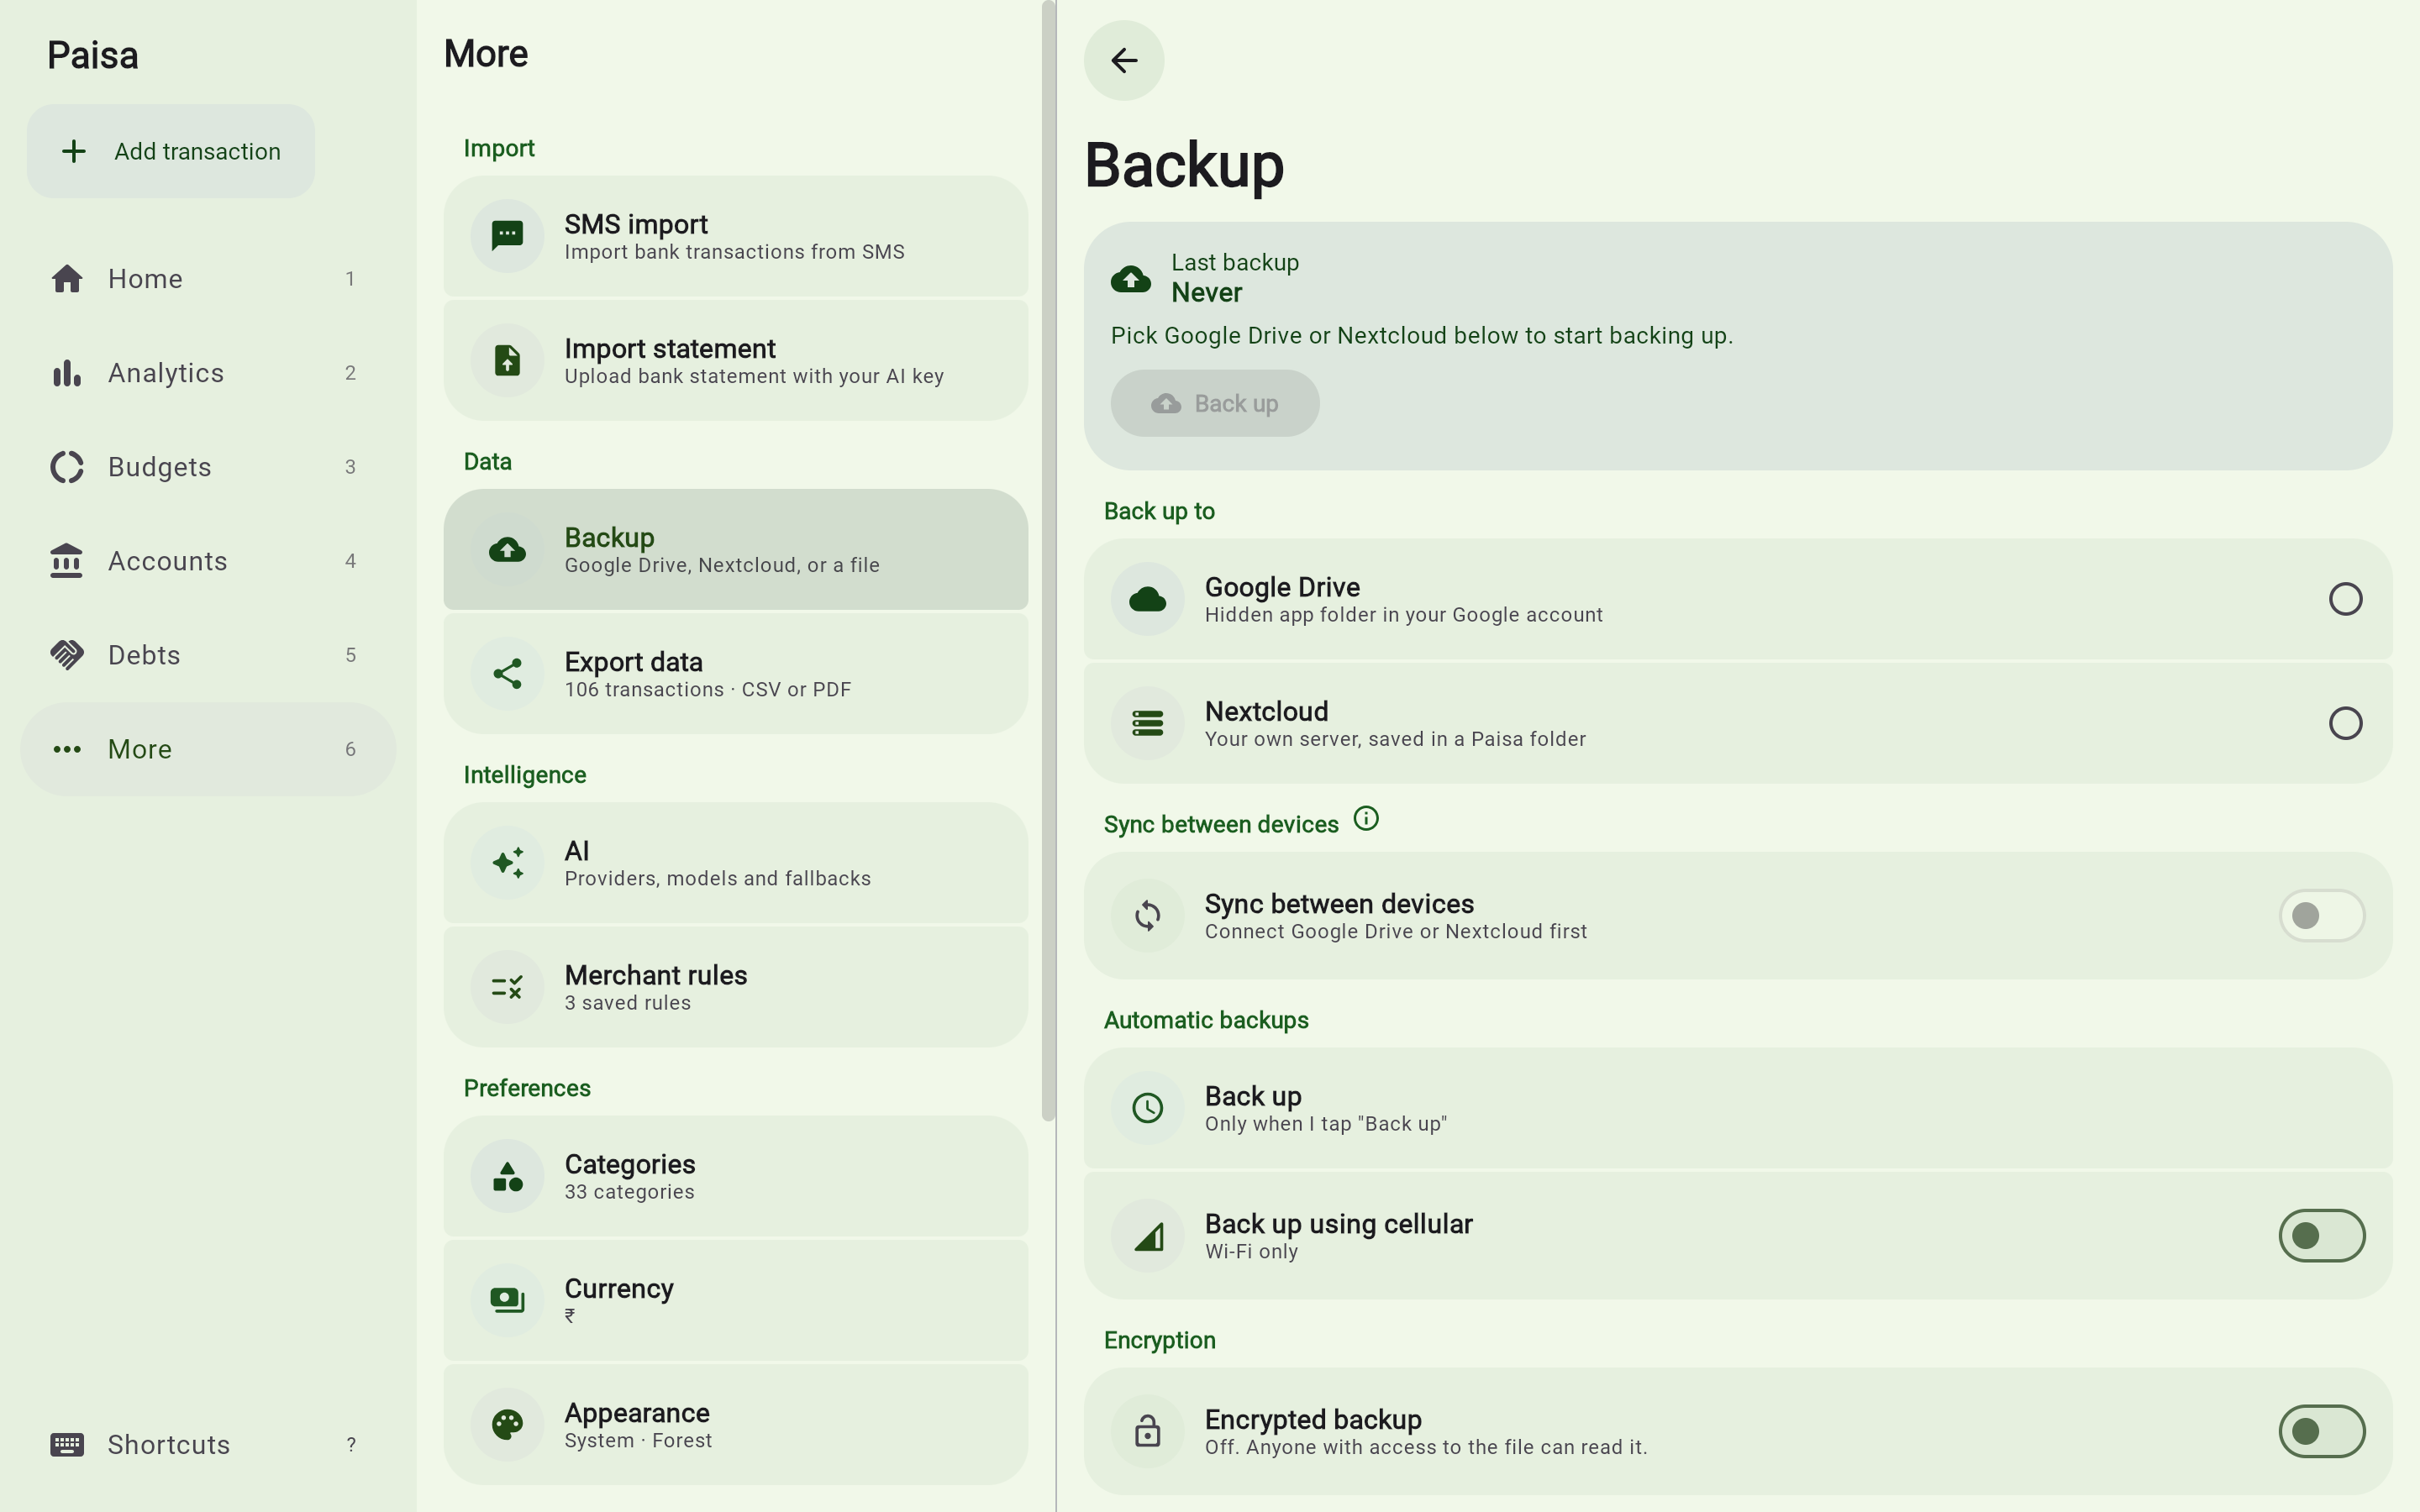 Paisa
Add transaction
Home 1
Analytics 2
Budgets 3
Accounts 4
Debts 5
More 6
Shortcuts ?
More
Import
SMS import
Import bank transactions from SMS
Import statement
Upload bank statement with your AI key
Data
Backup
Google Drive, Nextcloud, or a file
Export data
106 transactions · CSV or PDF
Intelligence
AI
Providers, models and fallbacks
Merchant rules
3 saved rules
Preferences
Categories
33 categories
Currency
₹
Appearance
System · Forest
Backup
Last backup
Never
Pick Google Drive or Nextcloud below to start backing up.
Back up
Back up to
Google Drive
Hidden app folder in your Google account
Nextcloud
Your own server, saved in a Paisa folder
Sync between devices
Sync between devices
Connect Google Drive or Nextcloud first
Automatic backups
Back up
Only when I tap "Back up"
Back up using cellular
Wi-Fi only
Encryption
Encrypted backup
Off. Anyone with access to the file can read it.